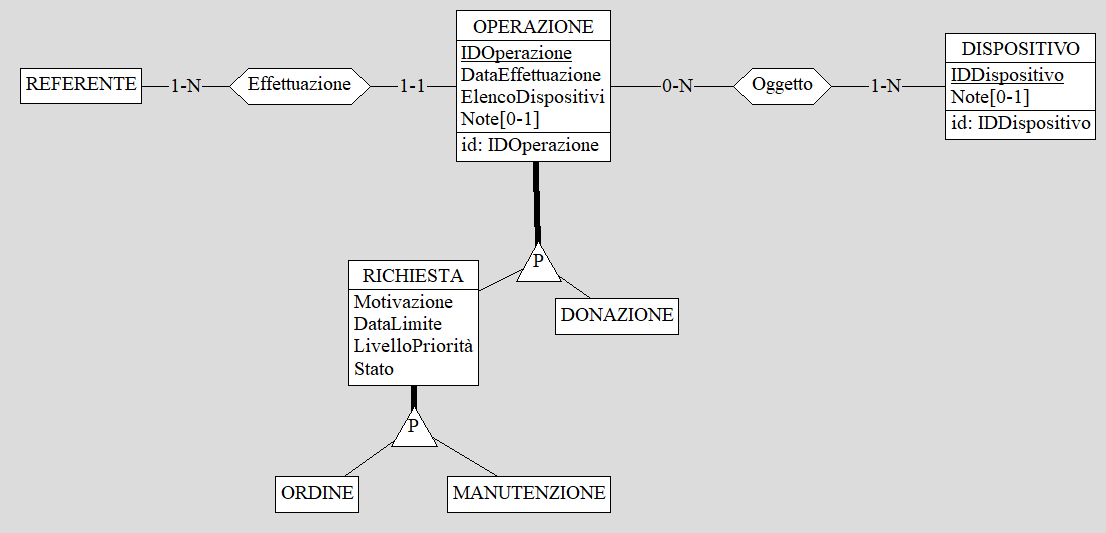 OPERAZIONE
IDOperazione
DataEffettuazione
ElencoDispositivi
Note[0-1]
id: IDOperazione
REFERENTE
1-N
Effettuazione
1-1
0-N
Oggetto
1-N
DISPOSITIVO
IDDispositivo
Note[0-1]
id: IDDispositivo
P
RICHIESTA
Motivazione
DataLimite
LivelloPriorità
Stato
DONAZIONE
P
ORDINE
MANUTENZIONE